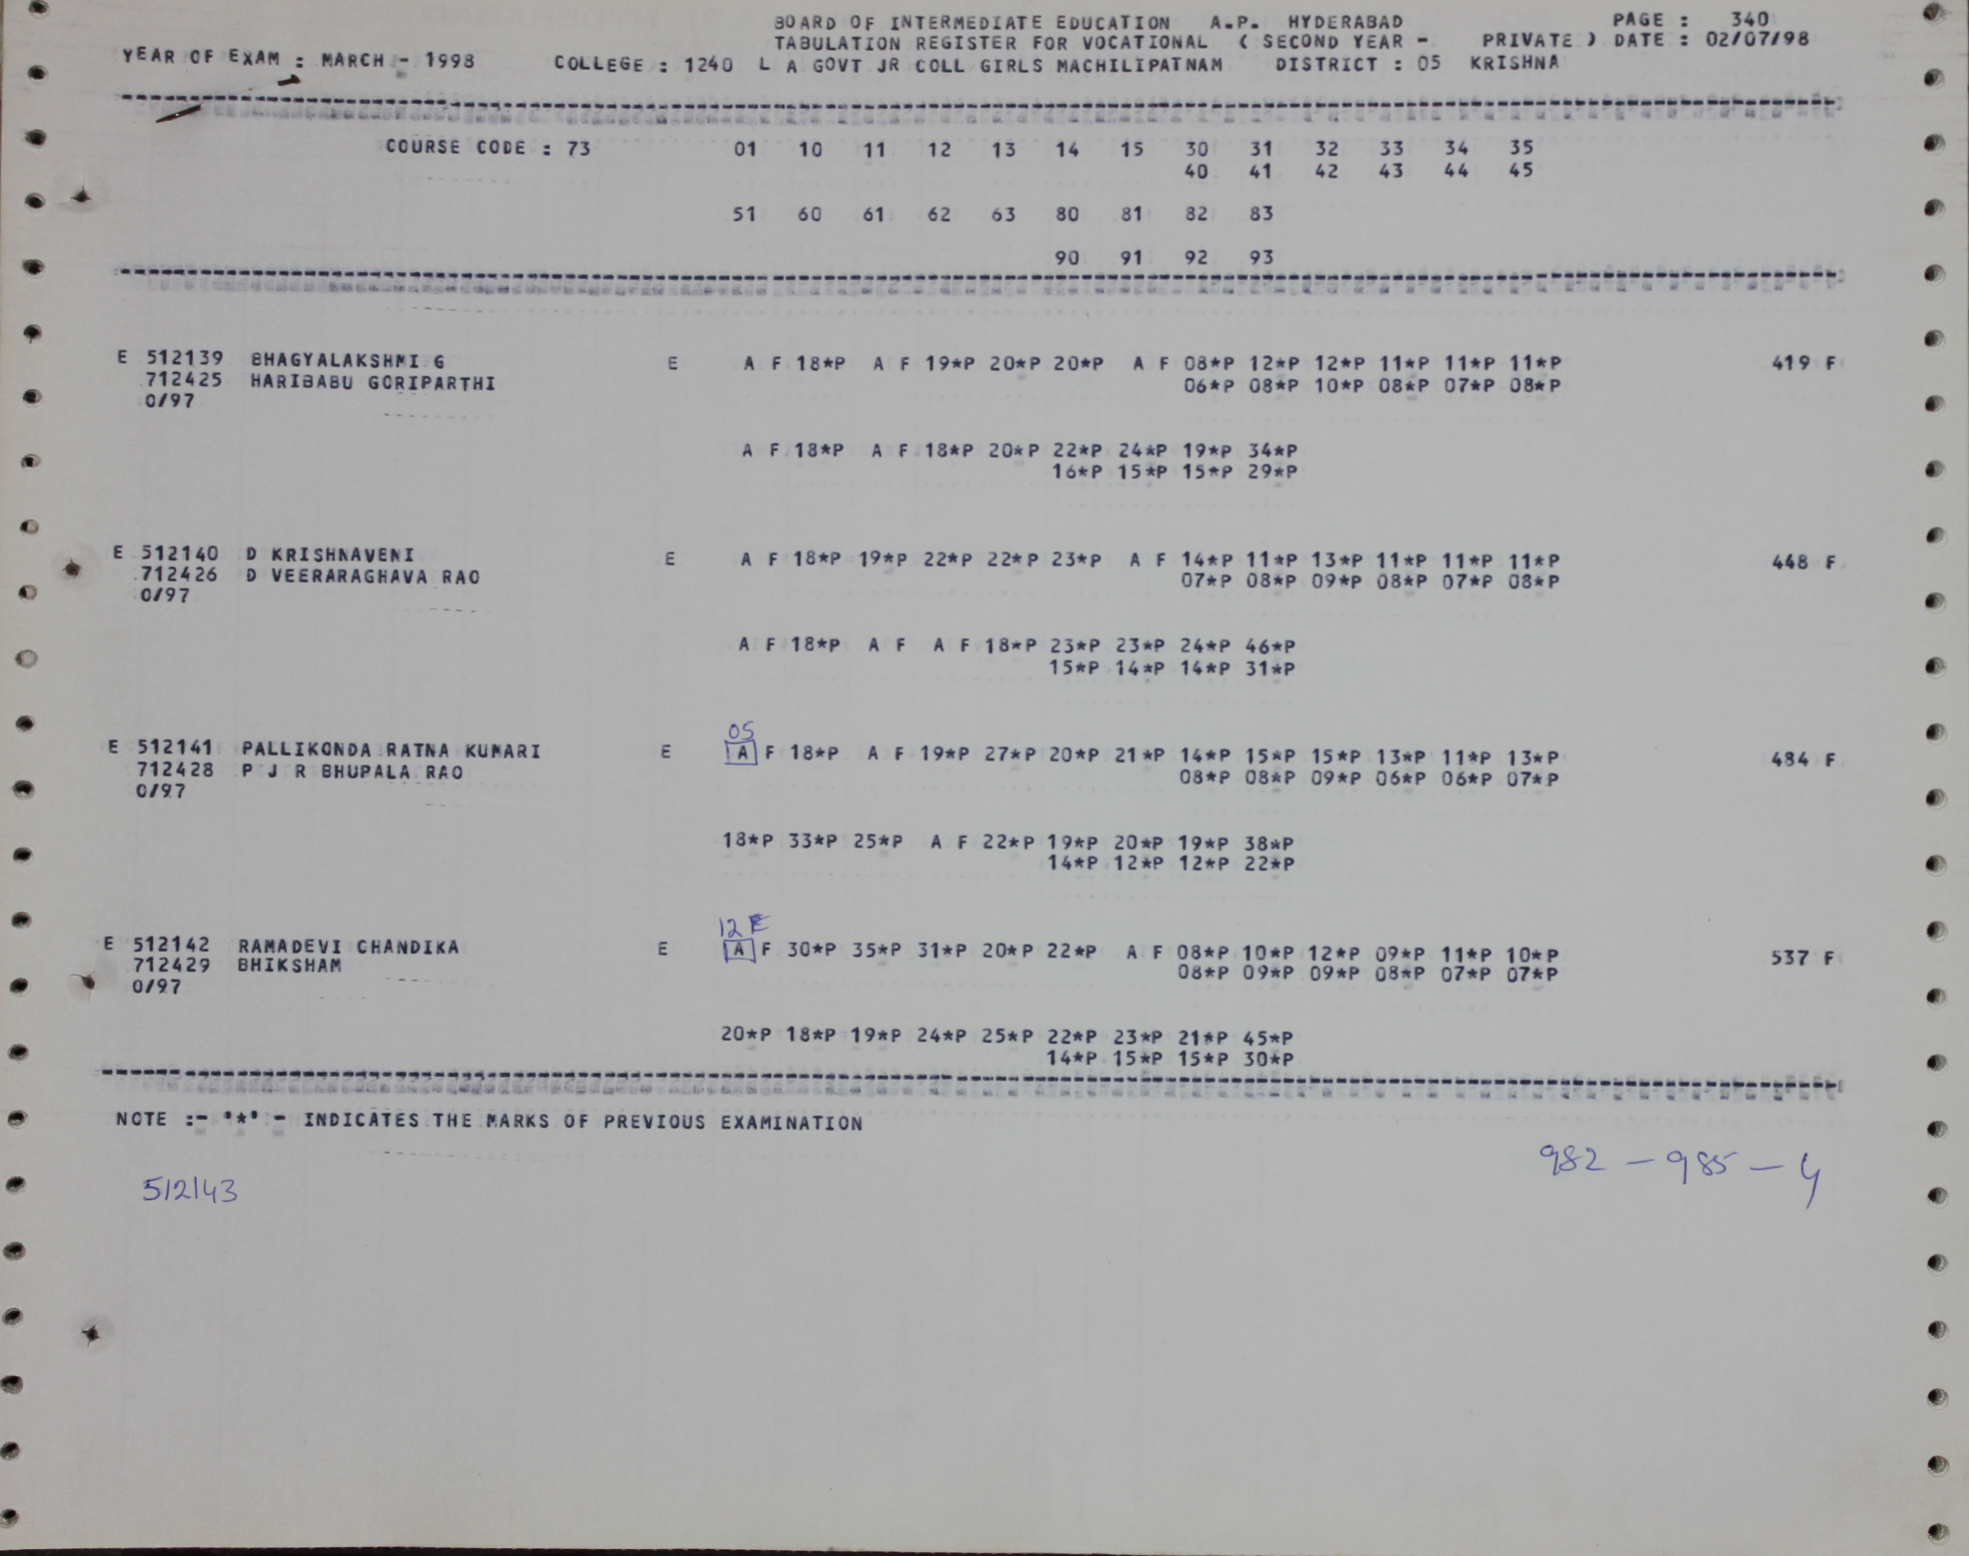 BOARD OF INTERMEDIATE EDUCATION A.P. HYDERABAD PAGE : 340
TABULATION REGISTER FOR VOCATIONAL ( SECOND YEAR - PRIVATE ) DATE : 02/07/98
YEAR OF EXAM : MARCH - 1998 COLLEGE : 1240 L A GOVT JR COLL GIRLS MACHILIPATNAM DISTRICT : 05 KRISHNA
COURSE CODE : 73 01 10 11 12 13 14 15 30 31 32 33 34 35
40 41 42 43 44 45
51 60 61 62 63 80 81 82 83
90 91 92 93
E 512139 BHAGYALAKSHMI G E A F 18*P A F 19*P 20*P 20*P A F 08*P 12*P 12*P 11*P 11*P 11*P 419 F
712425 HARIBABU GORIPARTHI 06*P 08*P 10*P 08*P 07*P 08*P
0/97
A F 18*P A F 18*P 20*P 22*P 24*P 19*P 34*P
16*P 15*P 15*P 29*P
E 512140 D KRISHNAVENI E A F 18*P 19*P 22*P 22*P 23*P A F 14*P 11*P 13*P 11*P 11*P 11*P 448 F
712426 D VEERARAGHAVA RAO 07*P 08*P 09*P 08*P 07*P 08*P
0/97
A F 18*P A F A F 18*P 23*P 23*P 24*P 46*P
15*P 14*P 14*P 31*P
05
E 512141 PALLIKONDA RATNA KUMARI E A F 18*P A F 19*P 27*P 20*P 21*P 14*P 15*P 15*P 13*P 11*P 13*P 484 F
712428 P J R BHUPALA RAO 08*P 08*P 09*P 06*P 06*P 07*P
0/97
18*P 33*P 25*P A F 22*P 19*P 20*P 19*P 38*P
14*P 12*P 12*P 22*P
12 F
E 512142 RAMADEVI CHANDIKA E A F 30*P 35*P 31*P 20*P 22*P A F 08*P 10*P 12*P 09*P 11*P 10*P 537 F
712429 BHIKSHAM 08*P 09*P 09*P 08*P 07*P 07*P
0/97
20*P 18*P 19*P 24*P 25*P 22*P 23*P 21*P 45*P
14*P 15*P 15*P 30*P
NOTE :- '*' - INDICATES THE MARKS OF PREVIOUS EXAMINATION
982 - 985 - 4
512143